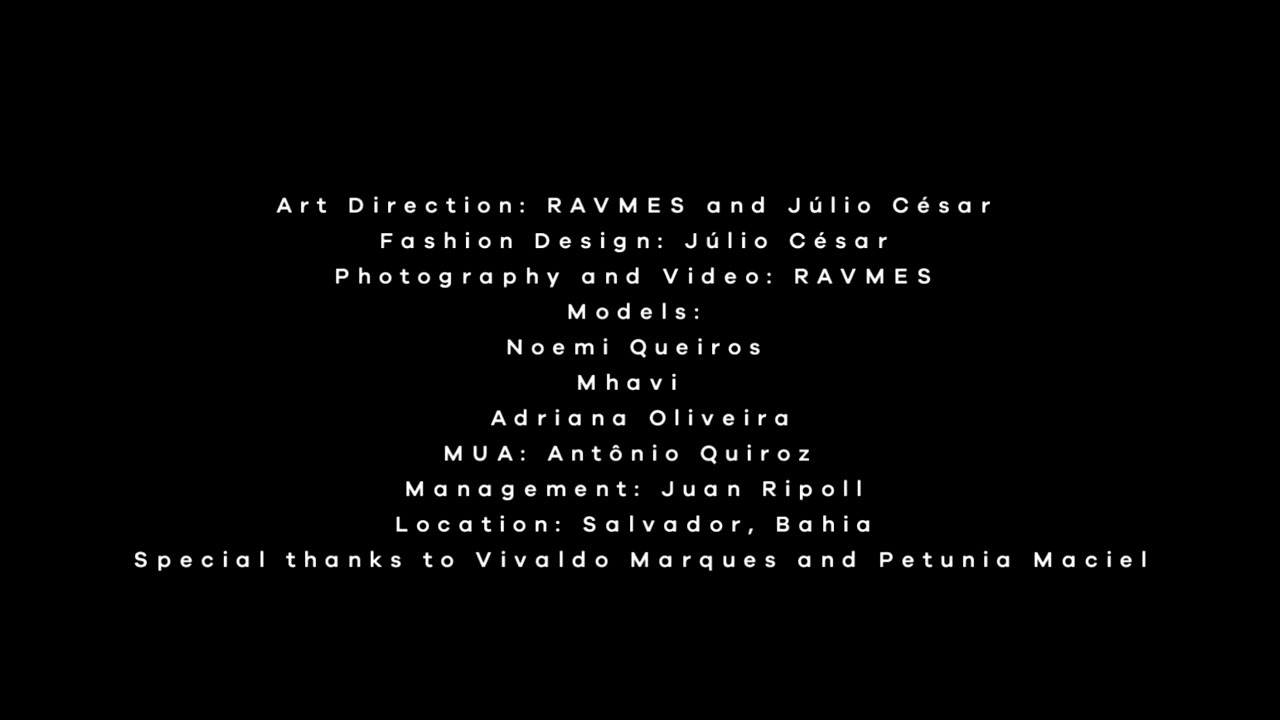 Art Direction: RAVMES and Júlio César
Fashion Design: Júlio César
Photography and Video: RAVMES
Models:
Noemi Queiros
Mhavi
Adriana Oliveira
MUA: Antônio Quiroz
Management: Juan Ripoll
Location: Salvador, Bahia
Special thanks to Vivaldo Marques and Petunia Maciel